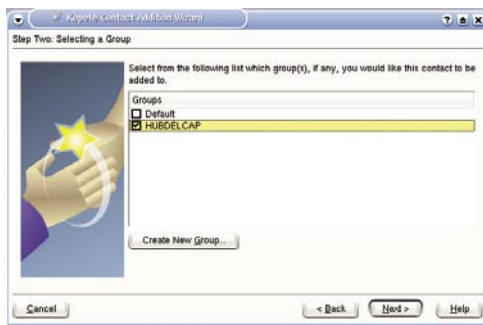 Kopete Contact Addition Wizard
Step Two: Selecting a Group
Select from the following list which group(s), if any, you would like this contact to be
added to.
Groups
Default
HUBDELCAP
Create New Group...
Cancel
< Back
Next >
Help